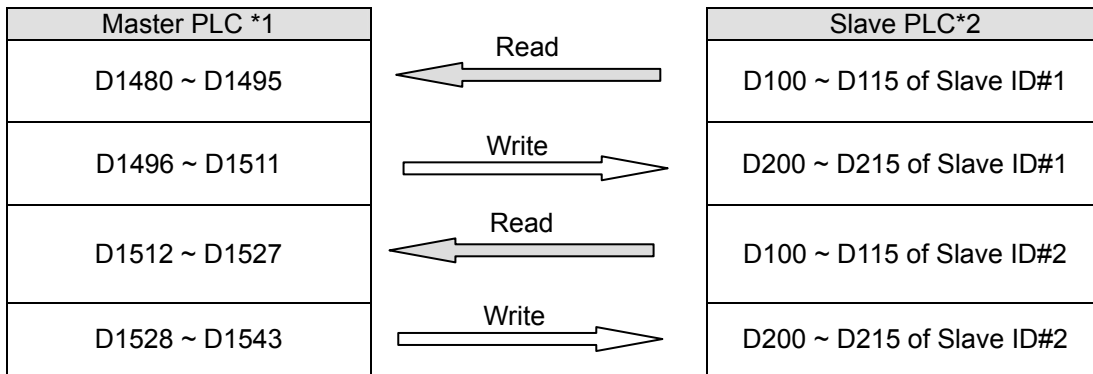 Master PLC *1 Read Slave PLC*2
D1480 ~ D1495 D100 ~ D115 of Slave ID#1
Write
D1496 ~ D1511 D200 ~ D215 of Slave ID#1
Read
D1512 ~ D1527 D100 ~ D115 of Slave ID#2
Write
D1528 ~ D1543 D200 ~ D215 of Slave ID#2